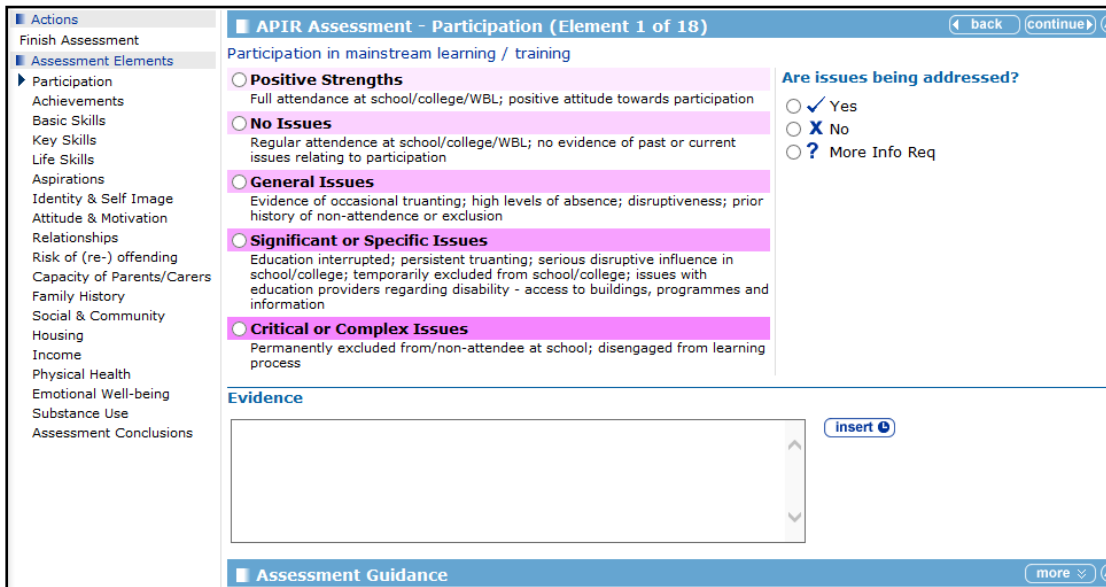 Actions
Finish Assessment
Assessment Elements
Participation
Achievements
Basic Skills
Key Skills
Life Skills
Aspirations
Identity & Self Image
Attitude & Motivation
Relationships
Risk of (re-) offending
Capacity of Parents/Carers
Family History
Social & Community
Housing
Income
Physical Health
Emotional Well-being
Substance Use
Assessment Conclusions
APIR Assessment - Participation (Element 1 of 18)
back
continue
Participation in mainstream learning / training
Positive Strengths
Full attendance at school/college/WBL; positive attitude towards participation
No Issues
Regular attendence at school/college/WBL; no evidence of past or current
issues relating to participation
General Issues
Evidence of occasional truanting; high levels of absence; disruptiveness; prior
history of non-attendence or exclusion
Significant or Specific Issues
Education interrupted; persistent truanting; serious disruptive influence in
school/college; temporarily excluded from school/college; issues with
education providers regarding disability - access to buildings, programmes and
information
Critical or Complex Issues
Permanently excluded from/non-attendee at school; disengaged from learning
process
Are issues being addressed?
Yes
X No
? More Info Req
Evidence
insert
Assessment Guidance
more